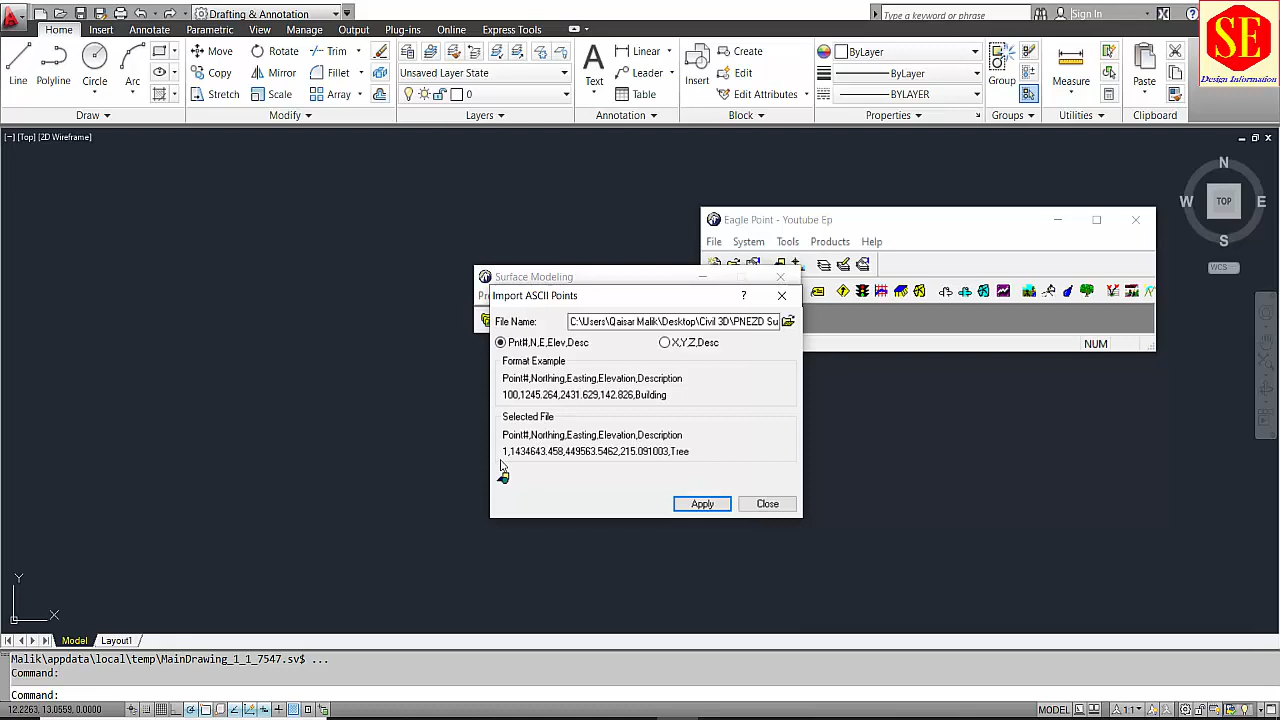 Drafting & Annotation
Type a keyword or phrase
Sign In
SE
Design Information
Home Insert Annotate Parametric View Manage Output Plug-ins Online Express Tools
Line Polyline Circle Arc
Move Rotate Trim
Copy Mirror Fillet
Stretch Scale Array
Unsaved Layer State
0
Text
Linear
Leader
Table
Insert
Create
Edit
Edit Attributes
ByLayer
ByLayer
BYLAYER
Group
Measure
Paste
Draw Modify Layers Annotation Block Properties Groups Utilities Clipboard
[−] [Top] [2D Wireframe]
N
W TOP E
S
WCS
Eagle Point - Youtube Ep
File System Tools Products Help
NUM
Surface Modeling
Import ASCII Points
?
File Name: C:\Users\Qaisar Malik\Desktop\Civil 3D\PNEZD Su
Pnt#,N,E,Elev,Desc X,Y,Z,Desc
Format Example
Point#,Northing,Easting,Elevation,Description
100,1245.264,2431.629,142.826,Building
Selected File
Point#,Northing,Easting,Elevation,Description
1,1434643.458,449563.5462,215.091003,Tree
Apply Close
Y
X
Model Layout1
Malik\appdata\local\temp\MainDrawing_1_1_7547.sv$ ...
Command:
Command:
12.2263, 13.0559, 0.0000
MODEL
1:1